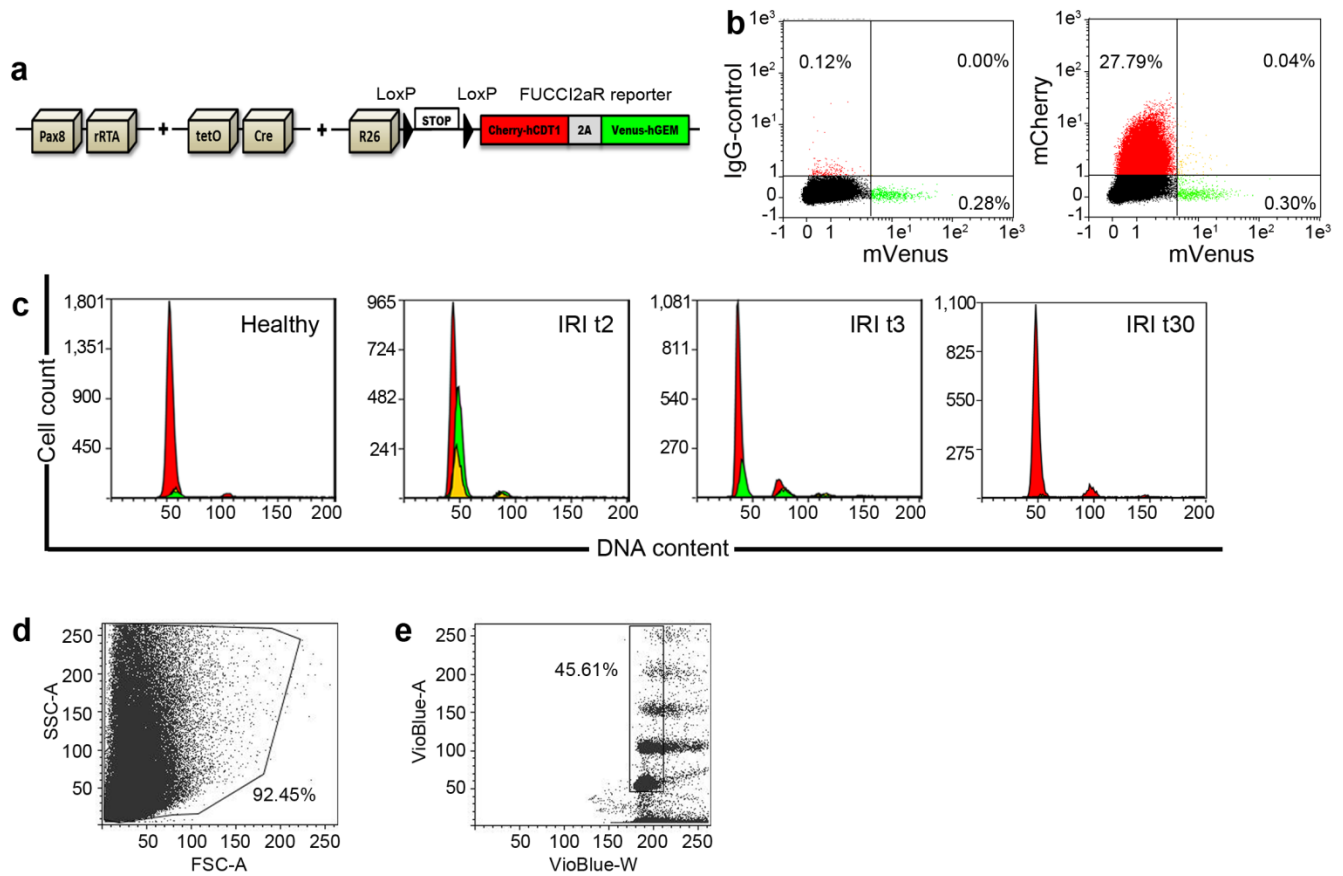 a
LoxP LoxP FUCCI2aR reporter
Pax8 rRTA + tetO Cre + R26 STOP Cherry-hCDT1 2A Venus-hGEM
b
IgG-control
1e3
1e2
1e1
1
0
-1
0.12%
0.00%
0.28%
-1 0 1 1e1 1e2 1e3
mVenus
mCherry
1e3
1e2
1e1
1
0
-1
27.79%
0.04%
0.30%
-1 0 1 1e1 1e2 1e3
mVenus
c
Cell count
1,801
1,351
900
450
Healthy
50 100 150 200
965
724
482
241
IRI t2
50 100 150 200
1,081
811
540
270
IRI t3
50 100 150 200
1,100
825
550
275
IRI t30
50 100 150 200
DNA content
d
SSC-A
250
200
150
100
50
92.45%
50 100 150 200 250
FSC-A
e
VioBlue-A
250
200
150
100
50
45.61%
50 100 150 200 250
VioBlue-W